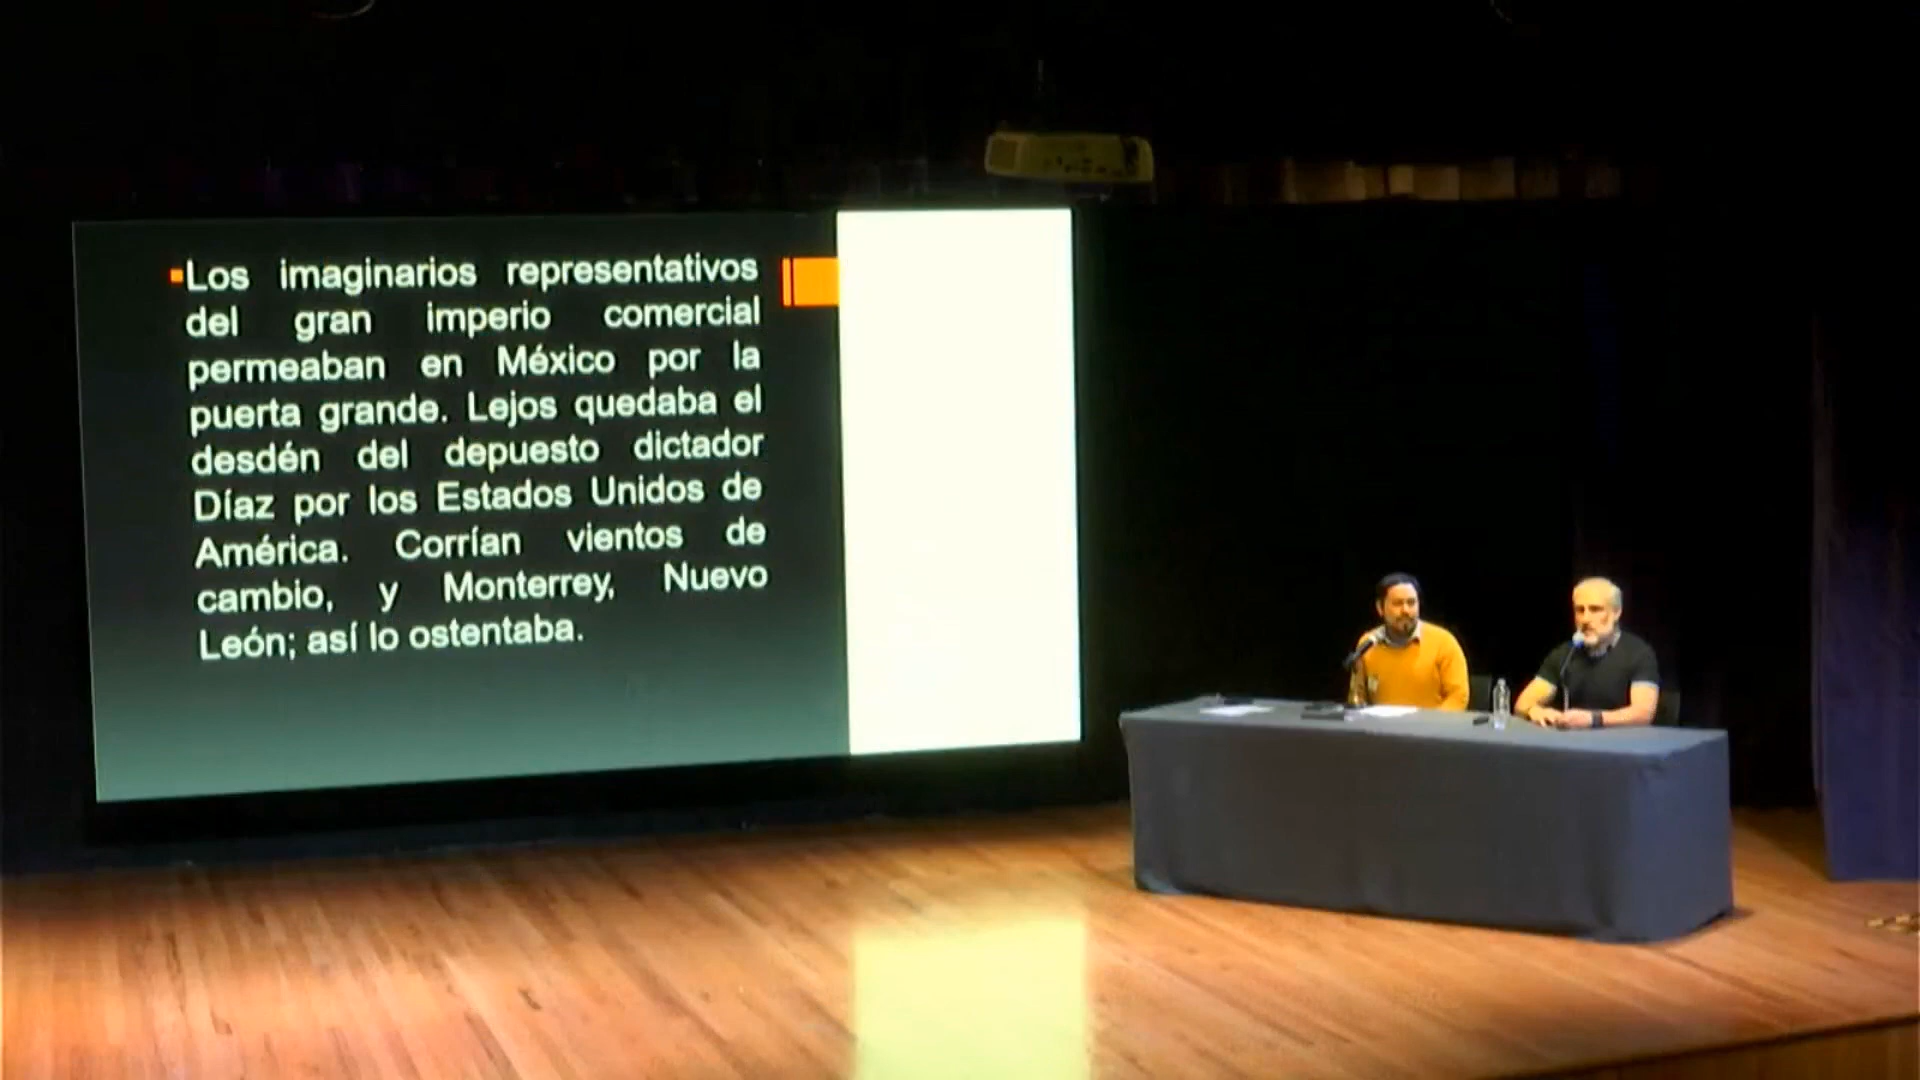 Los imaginarios representativos
del gran imperio comercial
permeaban en México por la
puerta grande. Lejos quedaba el
desdén del depuesto dictador
Díaz por los Estados Unidos de
América. Corrían vientos de
cambio, y Monterrey, Nuevo
León; así lo ostentaba.